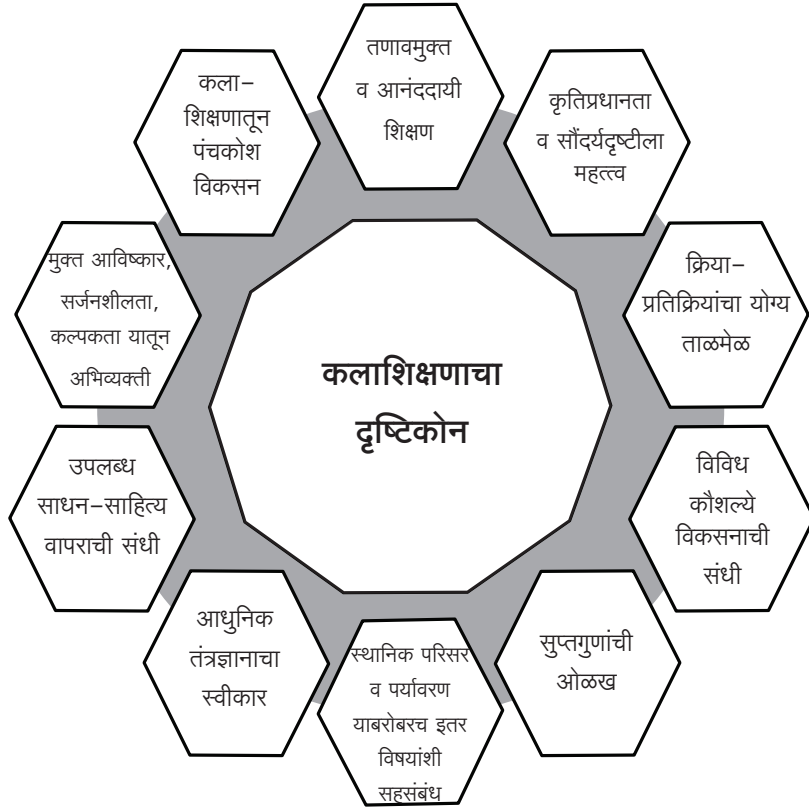 तणावमुक्त
व आनंददायी
शिक्षण
कृतिप्रधानता
व सौंदर्यदृष्टीला
महत्त्व
क्रिया–
प्रतिक्रियांचा योग्य
ताळमेळ
विविध
कौशल्ये
विकसनाची
संधी
सुप्तगुणांची
ओळख
स्थानिक परिसर
व पर्यावरण
याबरोबरच इतर
विषयांशी
सहसंबंध
आधुनिक
तंत्रज्ञानाचा
स्वीकार
उपलब्ध
साधन–साहित्य
वापराची संधी
मुक्त आविष्कार,
सर्जनशीलता,
कल्पकता यातून
अभिव्यक्ती
कला–
शिक्षणातून
पंचकोश
विकसन
कलाशिक्षणाचा
दृष्टिकोन